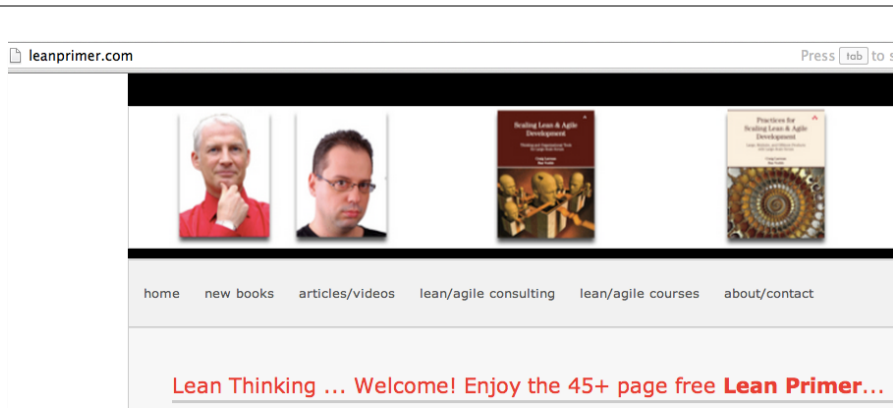 leanprimer.com
Press tab to s
Scaling Lean & Agile
Development
Practices for
Scaling Lean & Agile
Development
home new books articles/videos lean/agile consulting lean/agile courses about/contact
Lean Thinking ... Welcome! Enjoy the 45+ page free Lean Primer...